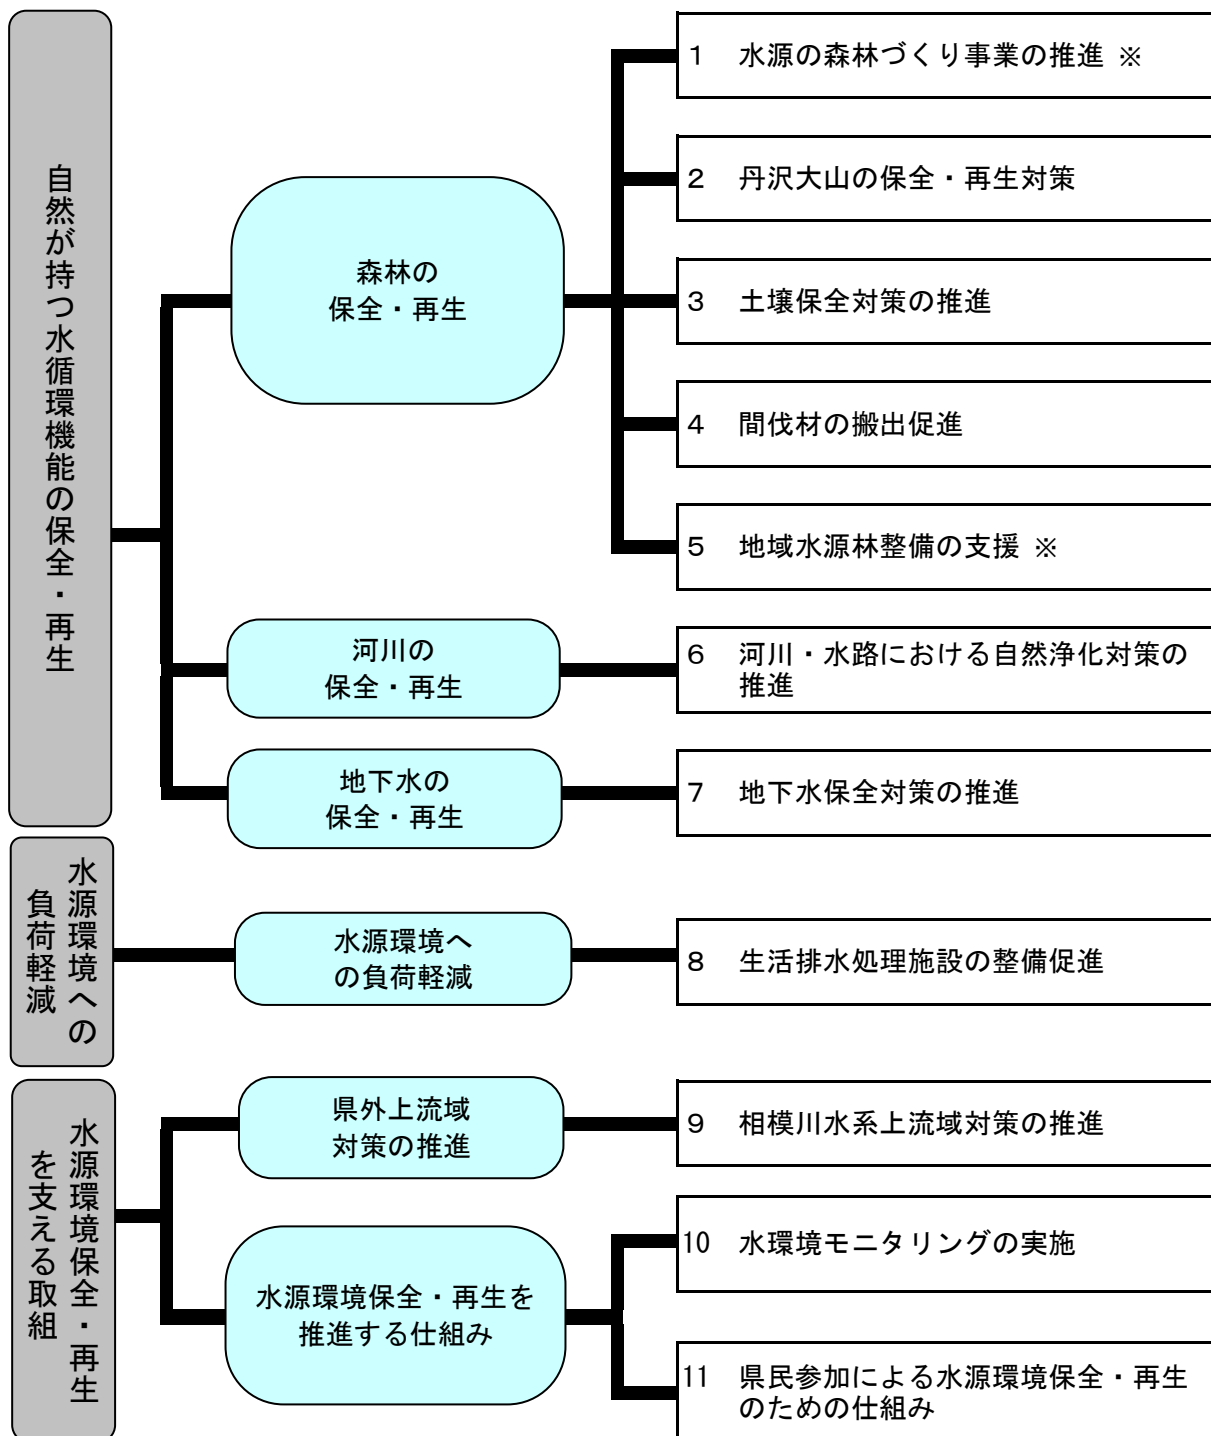 自然が持つ水循環機能の保全・再生
森林の
保全・再生
1 水源の森林づくり事業の推進 ※
2 丹沢大山の保全・再生対策
3 土壌保全対策の推進
4 間伐材の搬出促進
5 地域水源林整備の支援 ※
河川の
保全・再生
6 河川・水路における自然浄化対策の
推進
地下水の
保全・再生
7 地下水保全対策の推進
水源環境への
負荷軽減
水源環境へ
の負荷軽減
8 生活排水処理施設の整備促進
水源環境保全・再生
を支える取組
県外上流域
対策の推進
9 相模川水系上流域対策の推進
水源環境保全・再生を
推進する仕組み
10 水環境モニタリングの実施
11 県民参加による水源環境保全・再生
のための仕組み